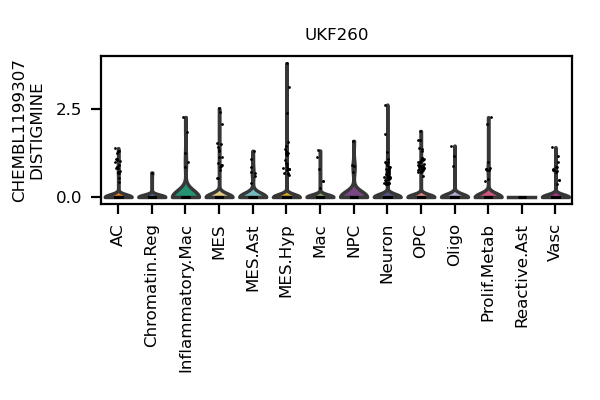 UKF260
CHEMBL1199307
DISTIGMINE
2.5
0.0
AC
Chromatin.Reg
Inflammatory.Mac
MES
MES.Ast
MES.Hyp
Mac
NPC
Neuron
OPC
Oligo
Prolif.Metab
Reactive.Ast
Vasc